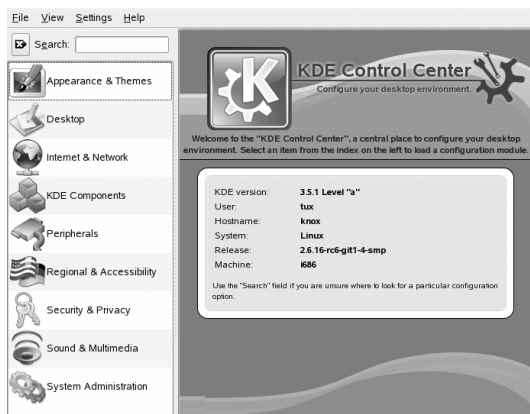 File View Settings Help
Search:
Appearance & Themes
Desktop
Internet & Network
KDE Components
Peripherals
Regional & Accessibility
Security & Privacy
Sound & Multimedia
System Administration
KDE Control Center
Configure your desktop environment.
Welcome to the "KDE Control Center", a central place to configure your desktop
environment. Select an item from the index on the left to load a configuration module.
KDE version: 3.5.1 Level "a"
User: tux
Hostname: knox
System: Linux
Release: 2.6.16-rc6-git1-4-smp
Machine: i686
Use the "Search" field if you are unsure where to look for a particular configuration
option.